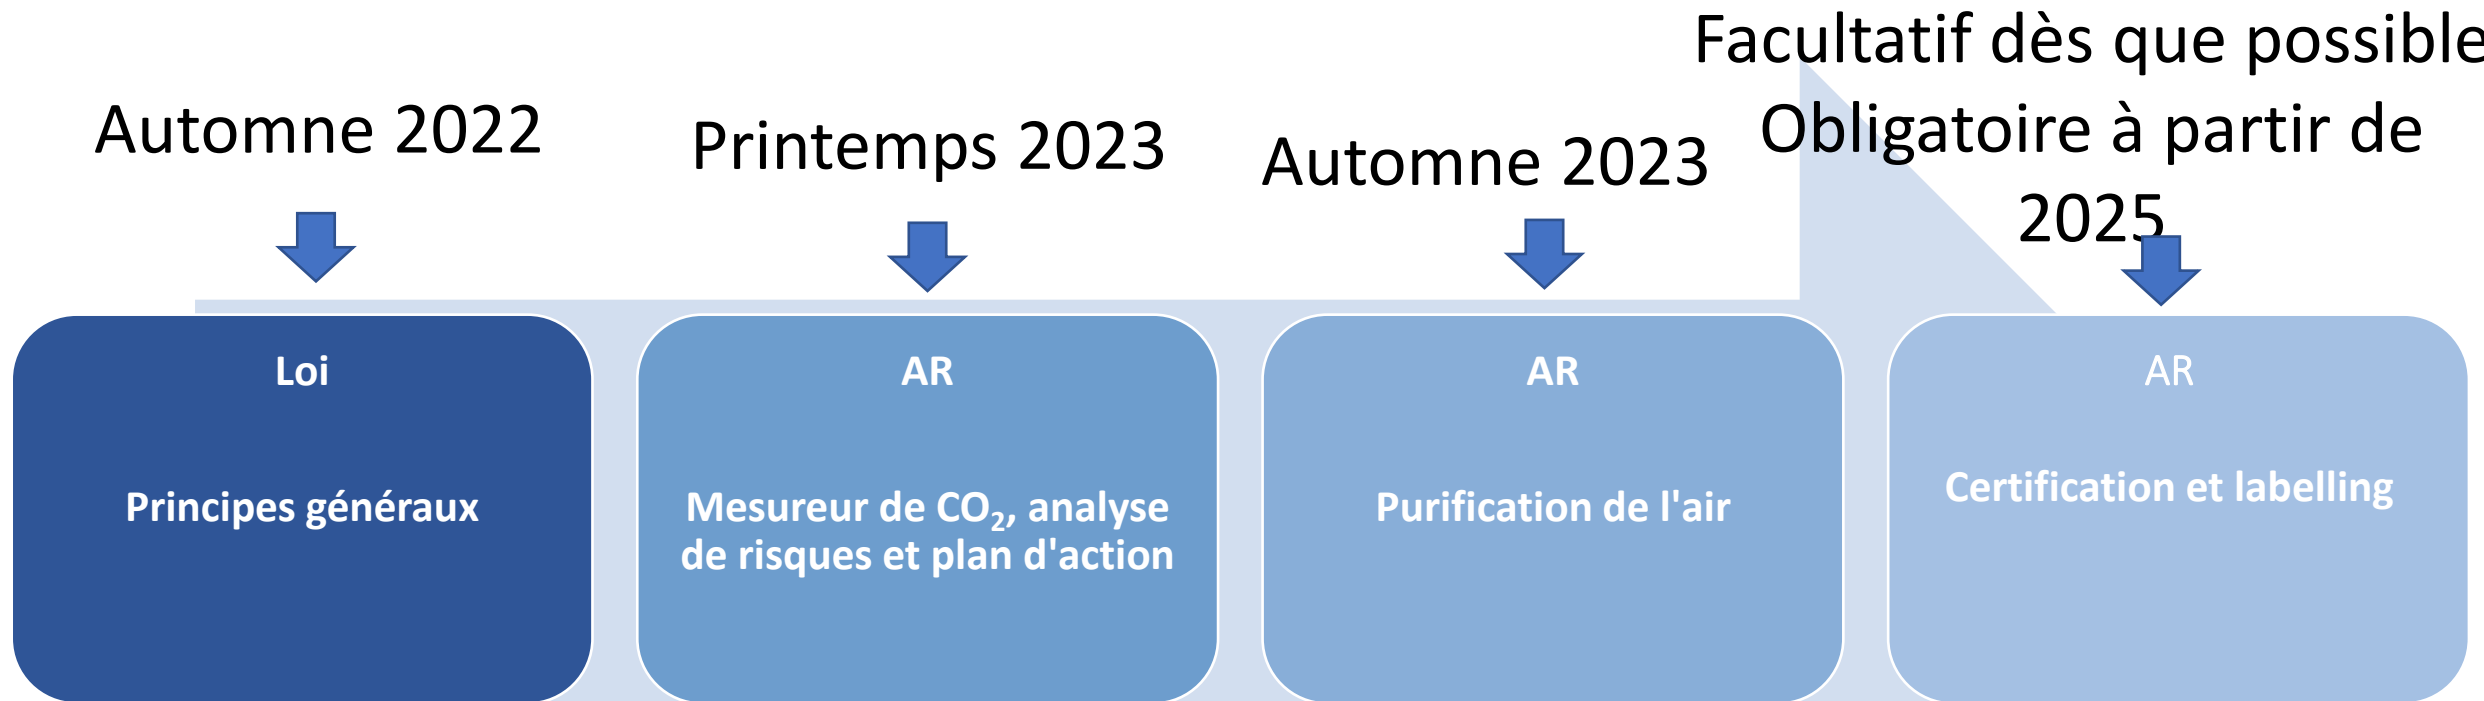 Automne 2022
Printemps 2023
Automne 2023
Facultatif dès que possible
Obligatoire à partir de
2025
Loi
Principes généraux
AR
Mesureur de CO₂, analyse
de risques et plan d'action
AR
Purification de l'air
AR
Certification et labelling